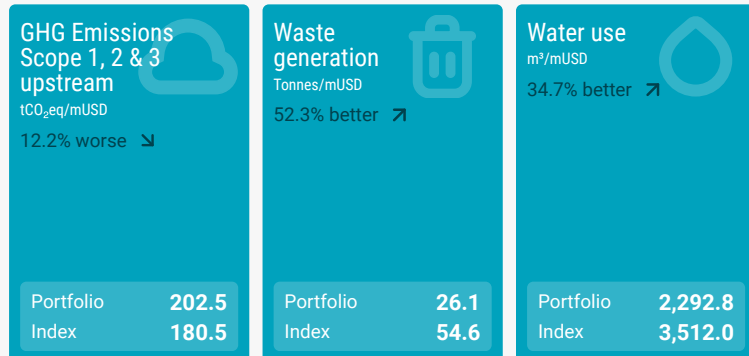 GHG Emissions
Scope 1, 2 & 3
upstream
tCO₂eq/mUSD
12.2% worse
Portfolio 202.5
Index 180.5
Waste
generation
Tonnes/mUSD
52.3% better
Portfolio 26.1
Index 54.6
Water use
m³/mUSD
34.7% better
Portfolio 2,292.8
Index 3,512.0